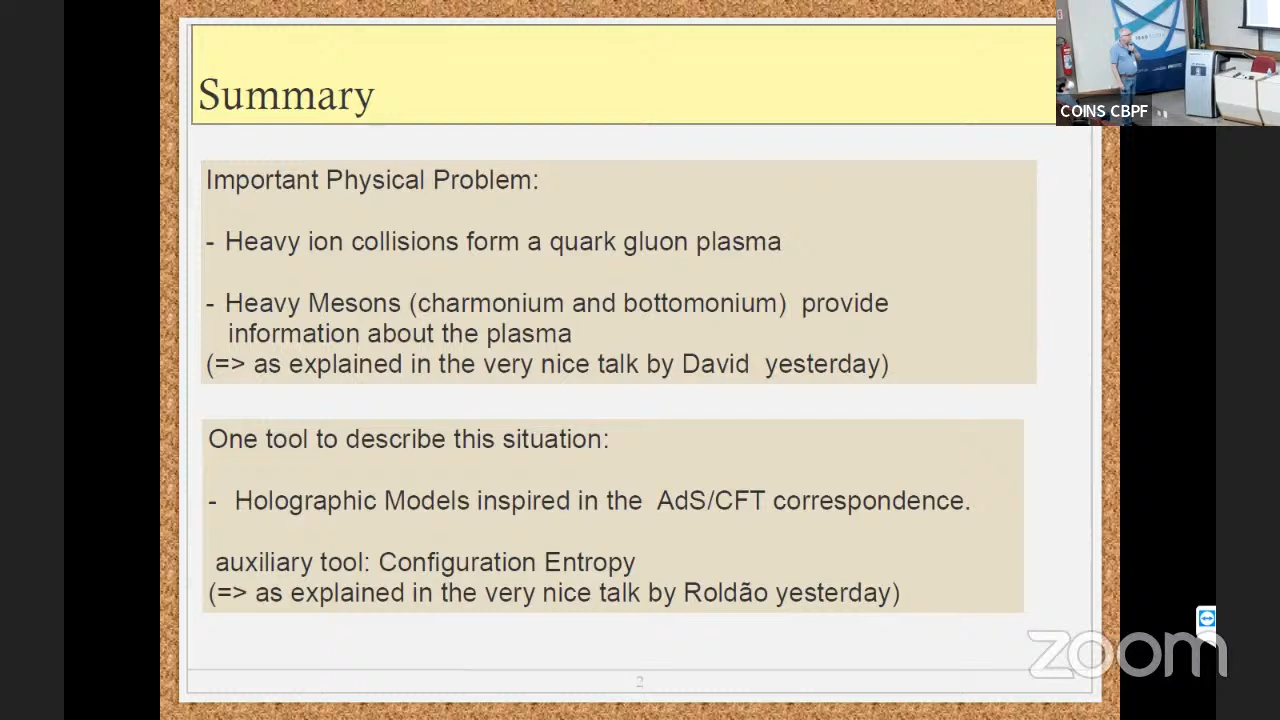 COINS CBPF
Summary
Important Physical Problem:
- Heavy ion collisions form a quark gluon plasma
- Heavy Mesons (charmonium and bottomonium) provide
information about the plasma
(=> as explained in the very nice talk by David yesterday)
One tool to describe this situation:
- Holographic Models inspired in the AdS/CFT correspondence.
auxiliary tool: Configuration Entropy
(=> as explained in the very nice talk by Roldão yesterday)
2
zoom